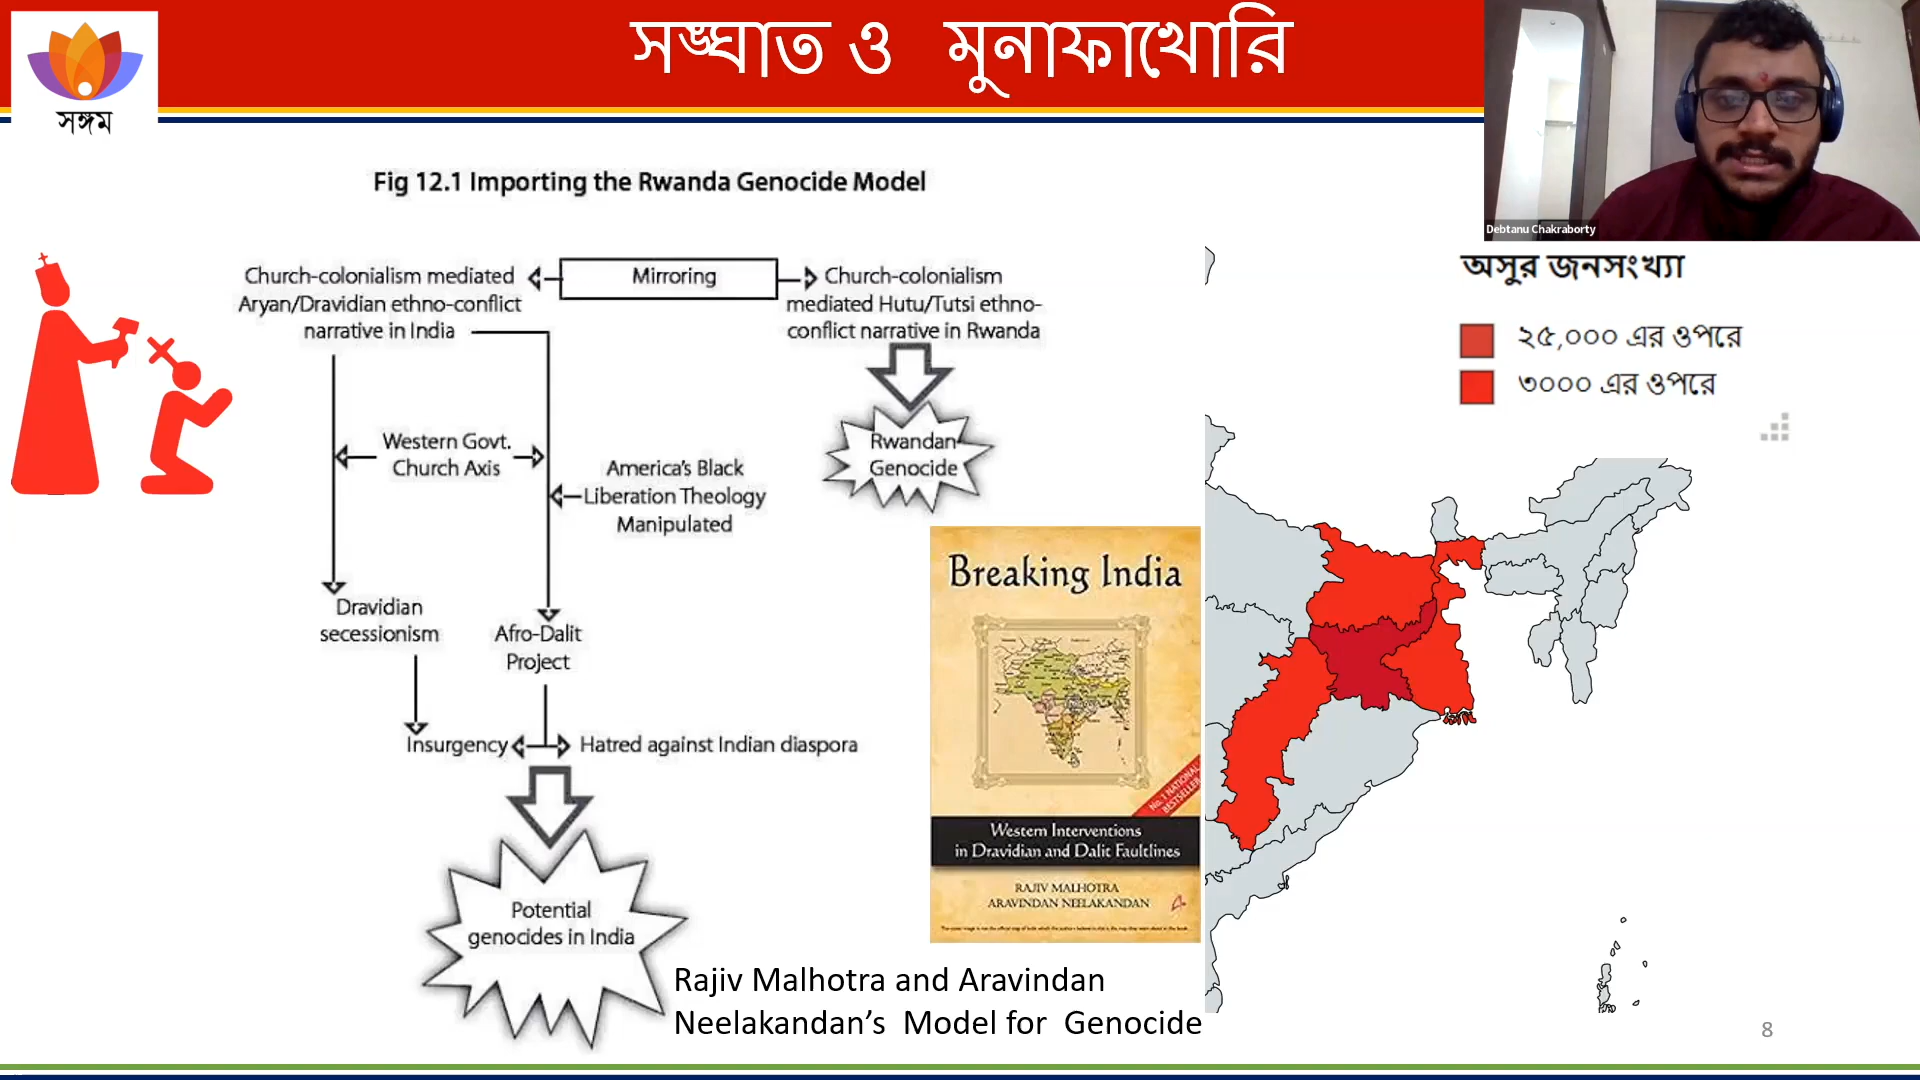 সঙ্ঘাত ও মুনাফাখোরি
সঙ্গম
Debtanu Chakraborty
Fig 12.1 Importing the Rwanda Genocide Model
Church-colonialism mediated
Aryan/Dravidian ethno-conflict
narrative in India
Mirroring
Church-colonialism
mediated Hutu/Tutsi ethno-
conflict narrative in Rwanda
Western Govt.
Church Axis
America's Black
Liberation Theology
Manipulated
Rwandan
Genocide
Dravidian
secessionism
Afro-Dalit
Project
Insurgency
Hatred against Indian diaspora
Potential
genocides in India
Breaking India
No.1 NATIONAL
BESTSELLER
Western Interventions
in Dravidian and Dalit Faultlines
RAJIV MALHOTRA
ARAVINDAN NEELAKANDAN
Rajiv Malhotra and Aravindan
Neelakandan's Model for Genocide
অসুর জনসংখ্যা
২৫,০০০ এর ওপরে
৩০০০ এর ওপরে
8